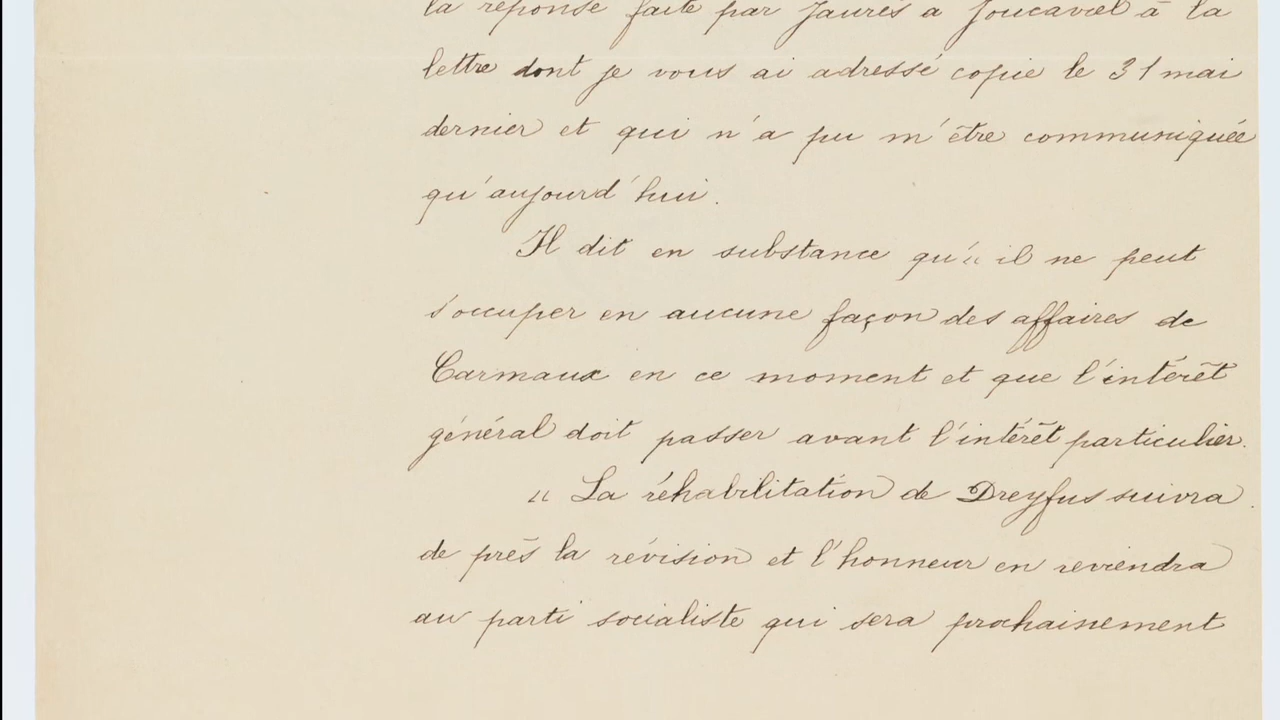 la réponse faite par Jaurès à Joucaviel à la
lettre dont je vous ai adressé copie le 31 mai
dernier et qui n'a pu m'être communiquée
qu'aujourd'hui.
Il dit en substance qu'" il ne peut
s'occuper en aucune façon des affaires de
Carmaux en ce moment et que l'intérêt
général doit passer avant l'intérêt particulier.
" La réhabilitation de Dreyfus suivra
de près la révision et l'honneur en reviendra
au parti socialiste qui sera prochainement